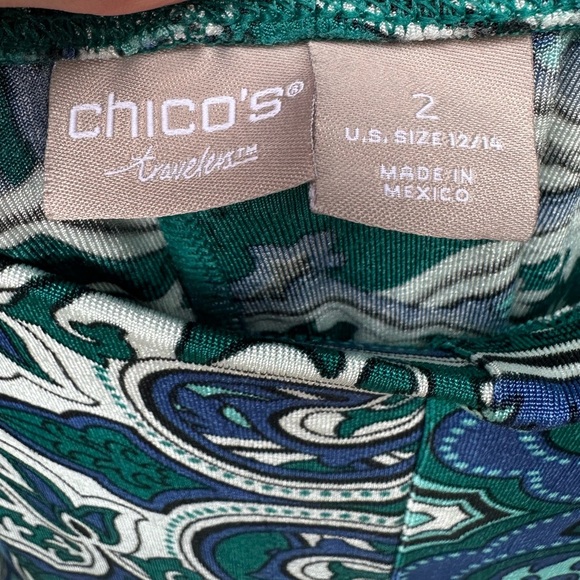 chico's®
travelers™
2
U.S. SIZE 12/14
MADE IN
MEXICO